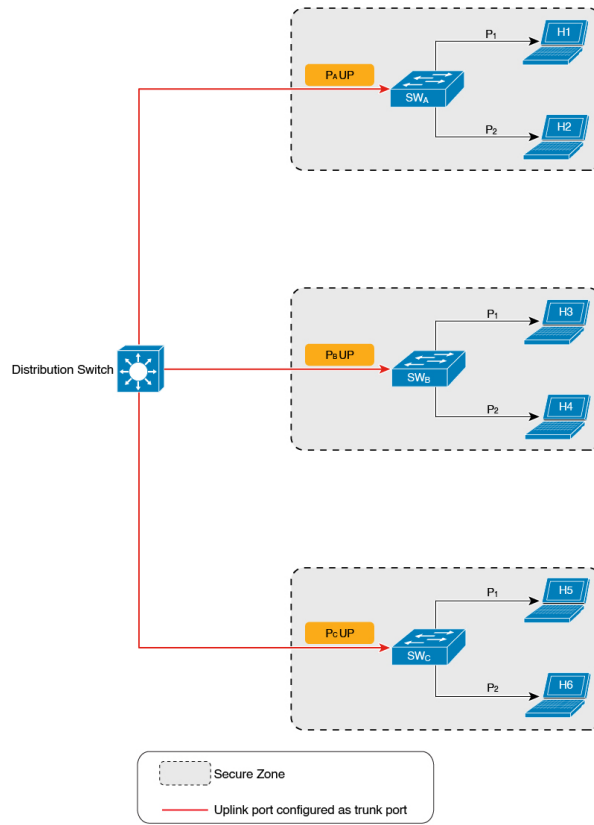 P₁
H1
PA UP
SWA
P₂
H2
P₁
H3
PB UP
Distribution Switch
SWB
P₂
H4
P₁
H5
PC UP
SWC
P₂
H6
Secure Zone
Uplink port configured as trunk port